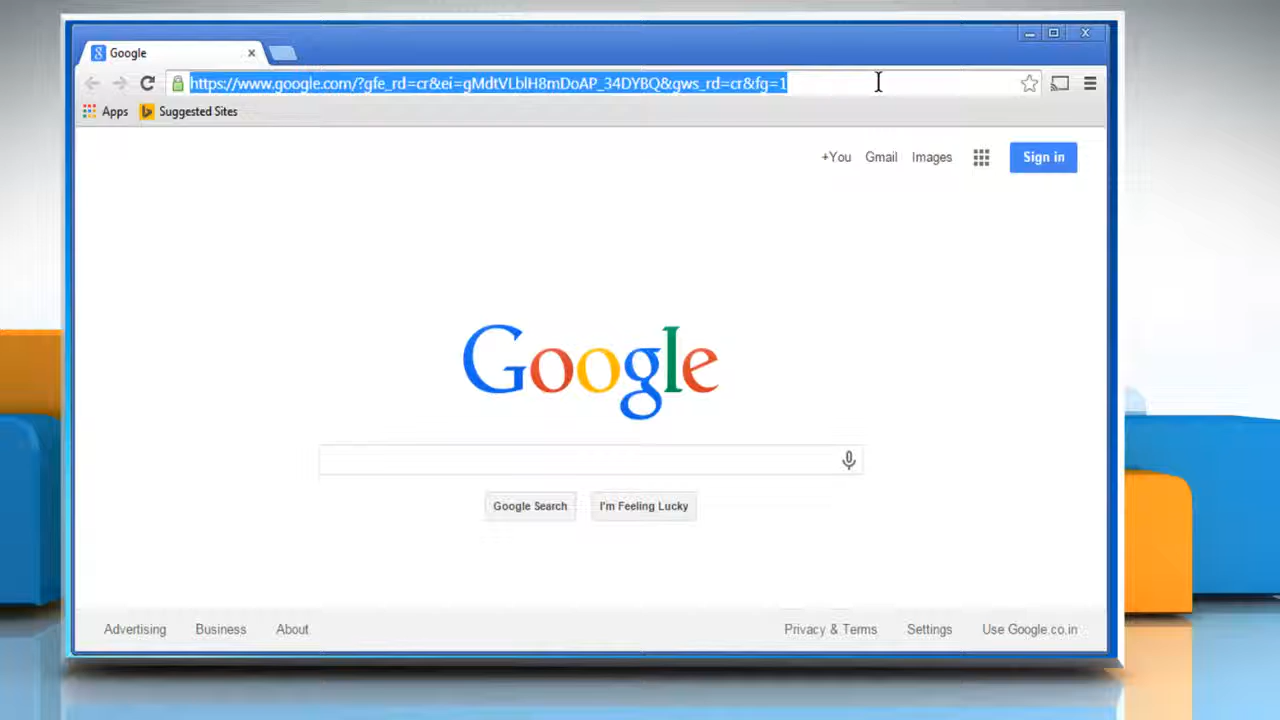 Google
https://www.google.com/?gfe_rd=cr&ei=gMdtVLblH8mDoAP_34DYBQ&gws_rd=cr&fg=1
Apps Suggested Sites
+You Gmail Images Sign in
Google
Google Search I'm Feeling Lucky
Advertising Business About Privacy & Terms Settings Use Google.co.in